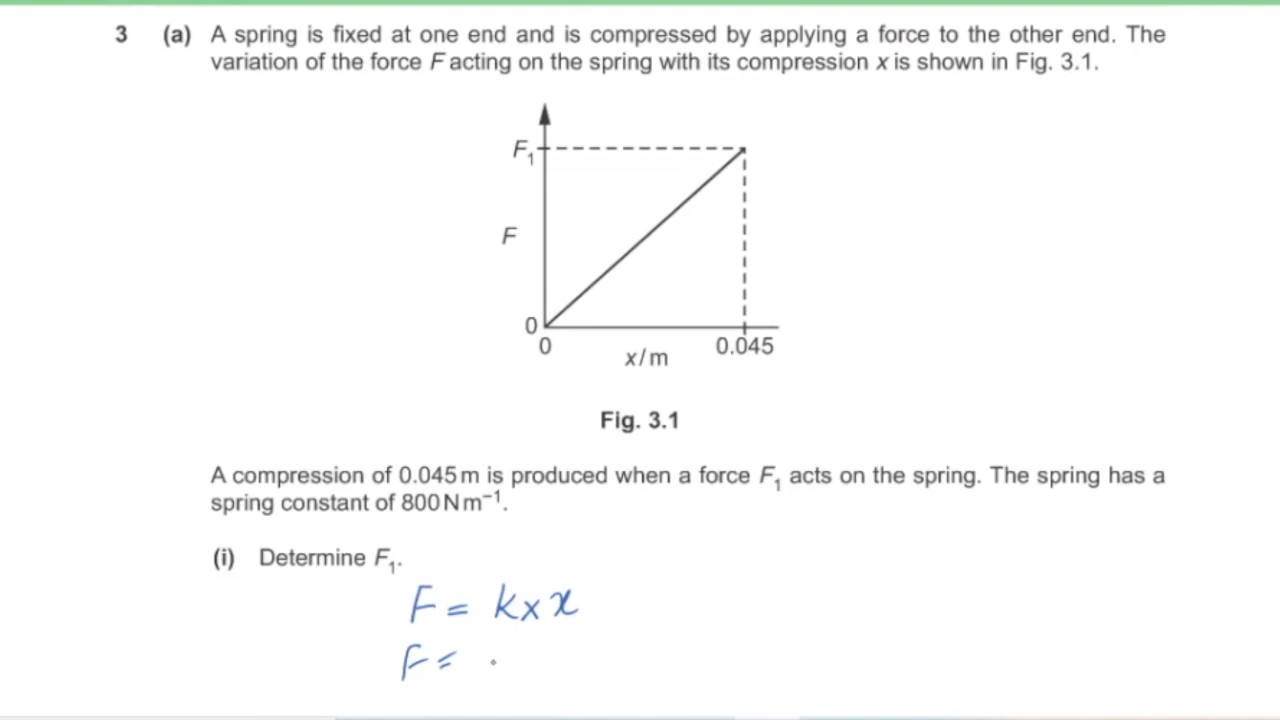 3 (a) A spring is fixed at one end and is compressed by applying a force to the other end. The
variation of the force F acting on the spring with its compression x is shown in Fig. 3.1.
F₁
F
0
0
x/m
0.045
Fig. 3.1
A compression of 0.045 m is produced when a force F₁ acts on the spring. The spring has a
spring constant of 800 N m⁻¹.
(i) Determine F₁.
F = k × x
F =